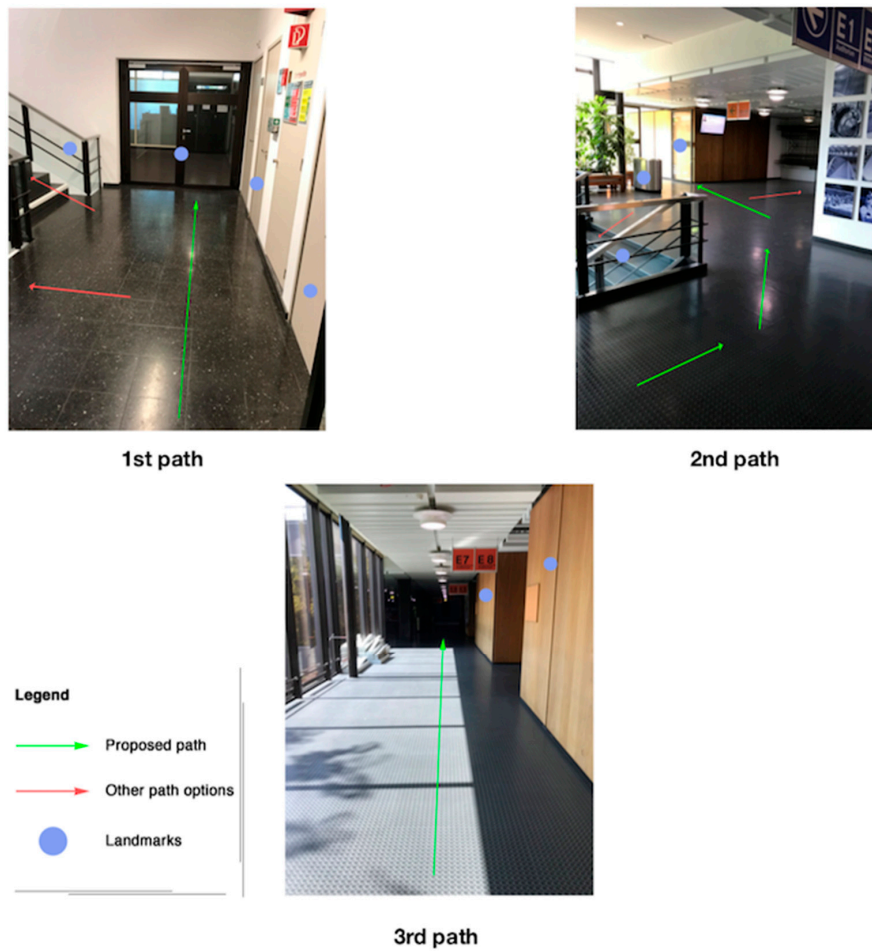 E1
1st path
2nd path
E7 E8
Legend
Proposed path
Other path options
Landmarks
3rd path